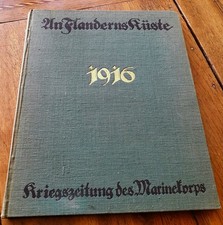 An Flanderns Küste
1916
Kriegszeitung des Marinekorps